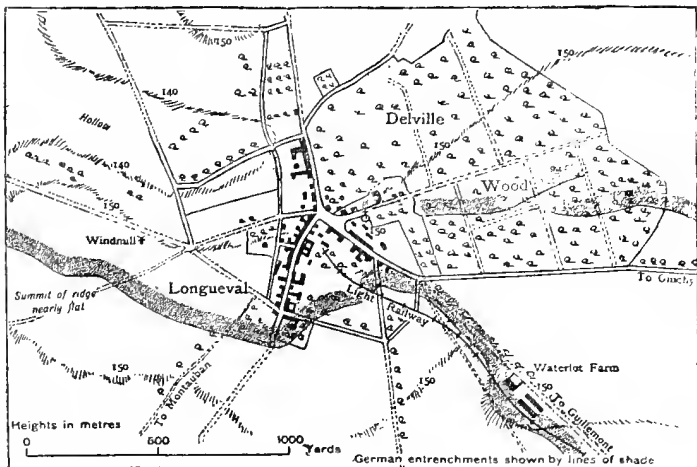 150
150
140
Hollow
Delville
150
140
150
Wood
150
Windmill
50
Longueval
To Ginchy
Summit of ridge
nearly flat
Light Railway
Waterlot Farm
150
150
150
To Montauban
To Guillemont
Heights in metres
0 500 1000
Yards
German entrenchments shown by lines of shade